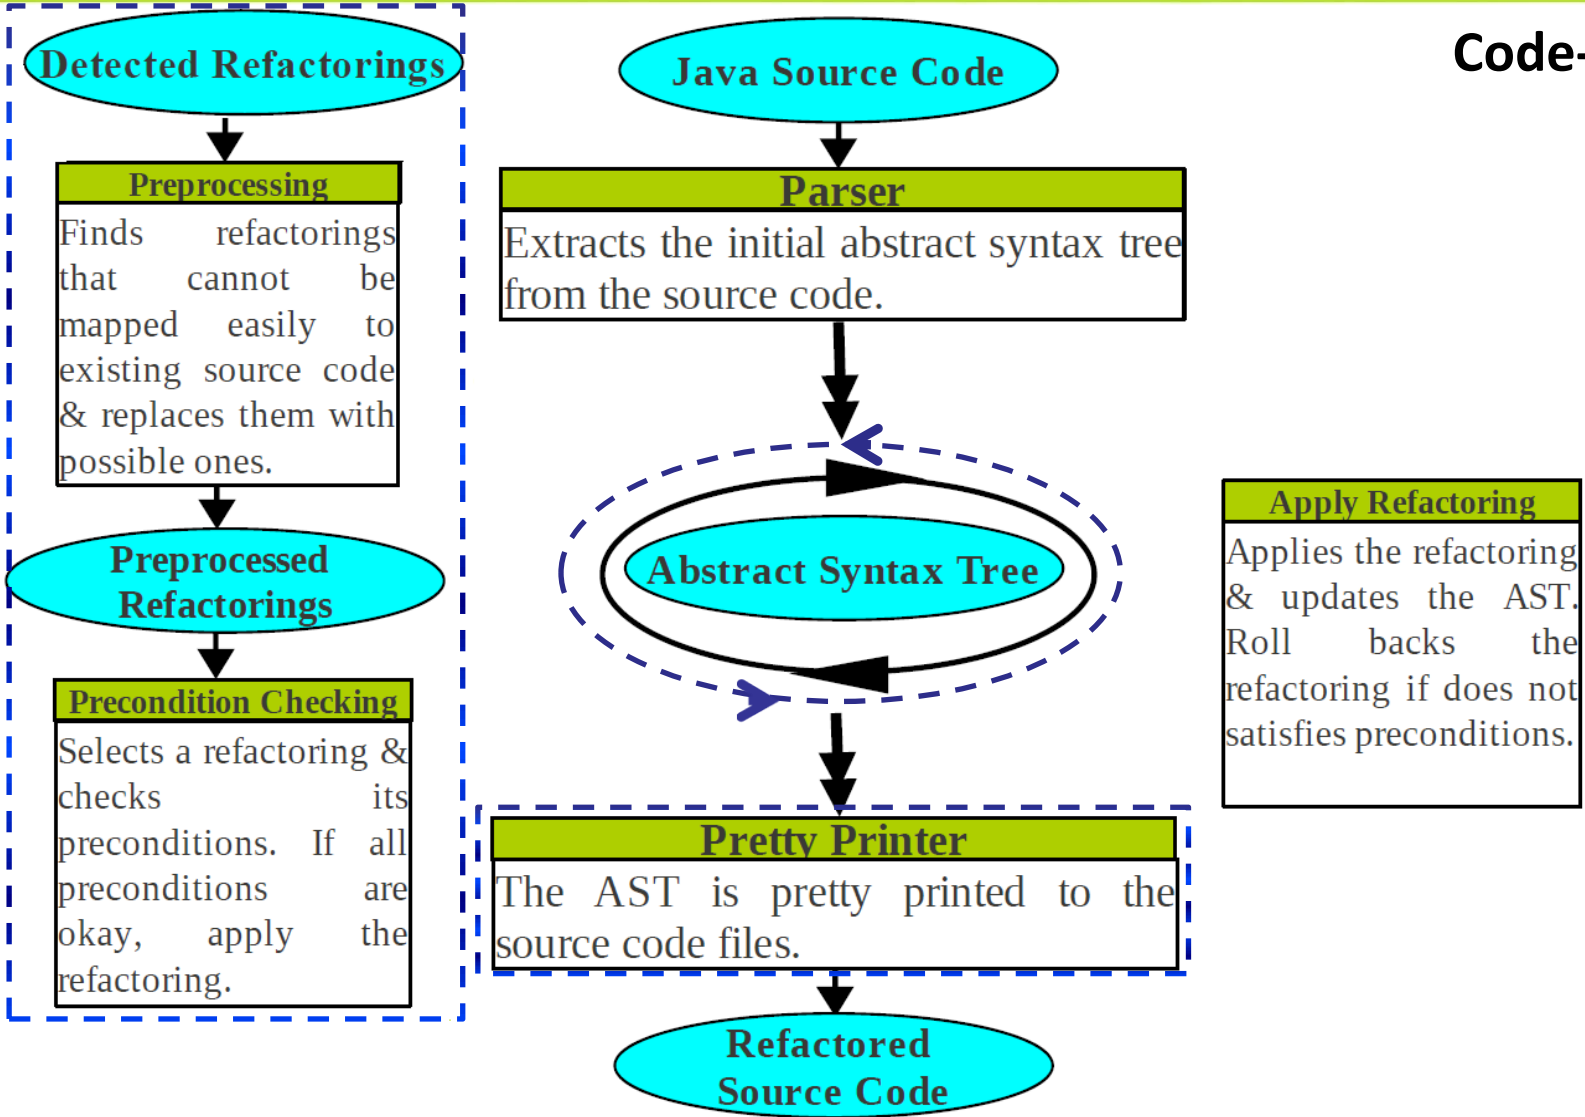 Code-
Detected Refactorings
Preprocessing
Finds refactorings
that cannot be
mapped easily to
existing source code
& replaces them with
possible ones.
Preprocessed
Refactorings
Precondition Checking
Selects a refactoring &
checks its
preconditions. If all
preconditions are
okay, apply the
refactoring.
Java Source Code
Parser
Extracts the initial abstract syntax tree
from the source code.
Abstract Syntax Tree
Pretty Printer
The AST is pretty printed to the
source code files.
Refactored
Source Code
Apply Refactoring
Applies the refactoring
& updates the AST.
Roll backs the
refactoring if does not
satisfies preconditions.